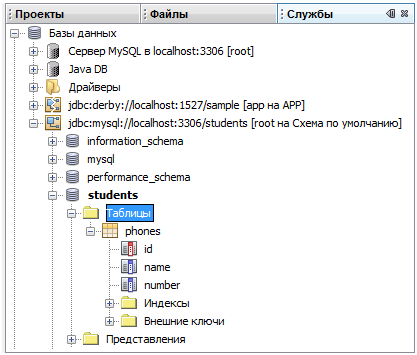 Проекты Файлы Службы
Базы данных
Сервер MySQL в localhost:3306 [root]
Java DB
Драйверы
jdbc:derby://localhost:1527/sample [app на APP]
jdbc:mysql://localhost:3306/students [root на Схема по умолчанию]
information_schema
mysql
performance_schema
students
Таблицы
phones
id
name
number
Индексы
Внешние ключи
Представления